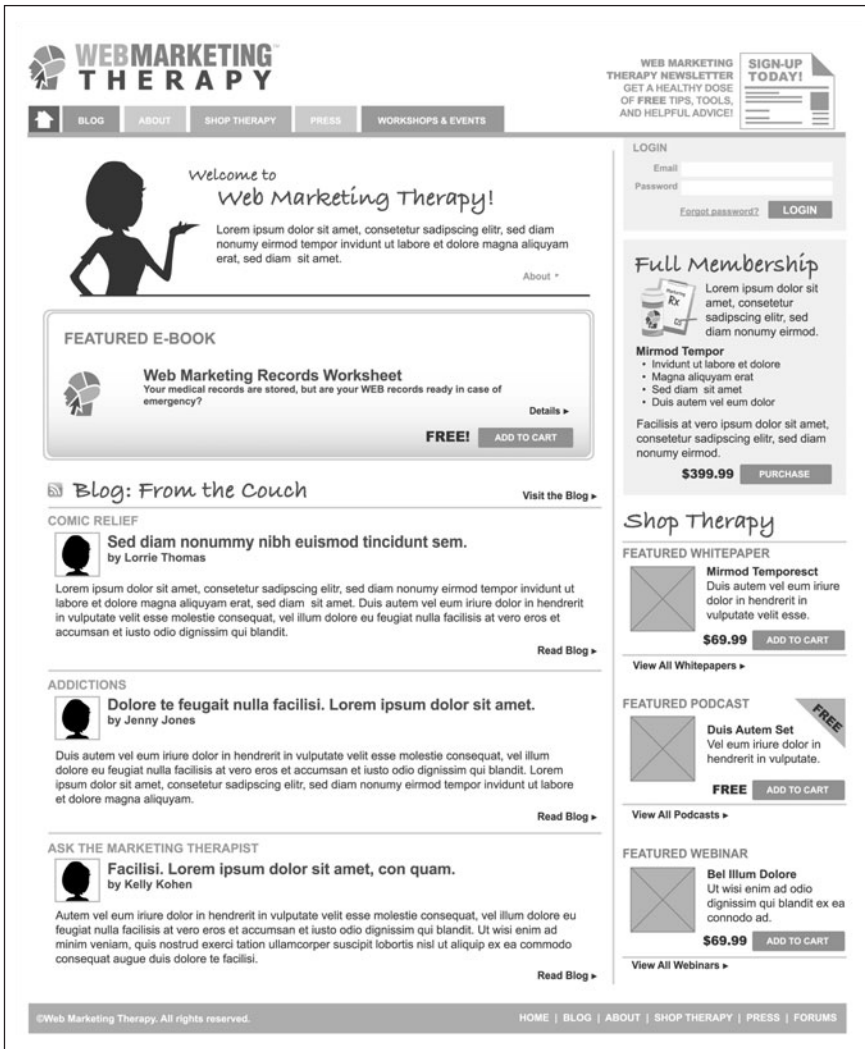 WEBMARKETING™
THERAPY
WEB MARKETING
THERAPY NEWSLETTER
GET A HEALTHY DOSE
OF FREE TIPS, TOOLS,
AND HELPFUL ADVICE!
SIGN-UP
TODAY!
BLOG ABOUT SHOP THERAPY PRESS WORKSHOPS & EVENTS
Welcome to
Web Marketing Therapy!
Lorem ipsum dolor sit amet, consetetur sadipscing elitr, sed diam
nonumy eirmod tempor invidunt ut labore et dolore magna aliquyam
erat, sed diam  sit amet.
About
FEATURED E-BOOK
Web Marketing Records Worksheet
Your medical records are stored, but are your WEB records ready in case of
emergency?
Details ▸
FREE! ADD TO CART
Blog: From the Couch
Visit the Blog ▸
COMIC RELIEF
Sed diam nonummy nibh euismod tincidunt sem.
by Lorrie Thomas
Lorem ipsum dolor sit amet, consetetur sadipscing elitr, sed diam nonumy eirmod tempor invidunt ut
labore et dolore magna aliquyam erat, sed diam  sit amet. Duis autem vel eum iriure dolor in hendrerit
in vulputate velit esse molestie consequat, vel illum dolore eu feugiat nulla facilisis at vero eros et
accumsan et iusto odio dignissim qui blandit.
Read Blog ▸
ADDICTIONS
Dolore te feugait nulla facilisi. Lorem ipsum dolor sit amet.
by Jenny Jones
Duis autem vel eum iriure dolor in hendrerit in vulputate velit esse molestie consequat, vel illum
dolore eu feugiat nulla facilisis at vero eros et accumsan et iusto odio dignissim qui blandit. Lorem
ipsum dolor sit amet, consectetuer adipiscing elit, sed diam nonummy nibh euismod tincidunt ut
laoreet dolore magna aliquyam.
Read Blog ▸
ASK THE MARKETING THERAPIST
Facilisi. Lorem ipsum dolor sit amet, con quam.
by Kelly Kohen
Autem vel eum iriure dolor in hendrerit in vulputate velit esse molestie consequat, vel illum dolore eu
feugiat nulla facilisis at vero eros et accumsan et iusto odio dignissim qui blandit. Ut wisi enim ad
minim veniam, quis nostrud exerci tation ullamcorper suscipit lobortis nisl ut aliquip ex ea commodo
consequat augue duis dolore te facilisi.
Read Blog ▸
LOGIN
Email
Password
Forgot password? LOGIN
Full Membership
Marketing
Rx
Lorem ipsum dolor sit
amet, consetetur
sadipscing elitr, sed
diam nonumy eirmod.
Mirmod Tempor
• Invidunt ut labore et dolore
• Magna aliquyam erat
• Sed diam  sit amet
• Duis autem vel eum dolor
Facilisis at vero ipsum dolor sit amet,
consetetur sadipscing elitr, sed diam
nonumy eirmod.
$399.99 PURCHASE
Shop Therapy
FEATURED WHITEPAPER
Mirmod Temporesct
Duis autem vel eum iriure
dolor in hendrerit in
vulputate velit esse.
$69.99 ADD TO CART
View All Whitepapers ▸
FEATURED PODCAST
FREE
Duis Autem Set
Vel eum iriure dolor in
hendrerit in vulputate.
FREE ADD TO CART
View All Podcasts ▸
FEATURED WEBINAR
Bel Illum Dolore
Ut wisi enim ad odio
dignissim qui blandit ex ea
connodo ad.
$69.99 ADD TO CART
View All Webinars ▸
©Web Marketing Therapy. All rights reserved.
HOME | BLOG | ABOUT | SHOP THERAPY | PRESS | FORUMS